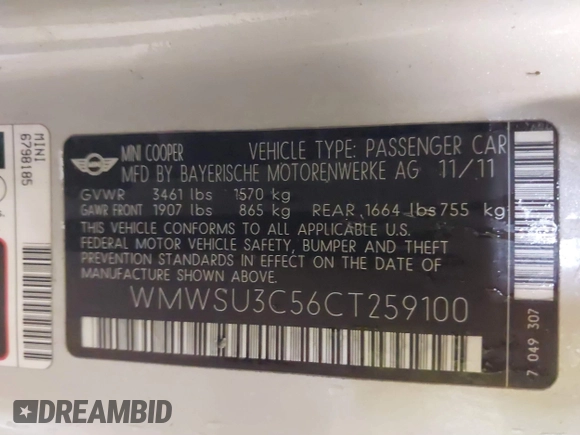 MINI COOPER VEHICLE TYPE: PASSENGER CAR
MFD BY BAYERISCHE MOTORENWERKE AG 11/11
GVWR 3461 lbs 1570 kg
GAWR FRONT 1907 lbs 865 kg REAR 1664 lbs 755 kg
THIS VEHICLE CONFORMS TO ALL APPLICABLE U.S.
FEDERAL MOTOR VEHICLE SAFETY, BUMPER AND THEFT
PREVENTION STANDARDS IN EFFECT ON THE DATE OF
MANUFACTURE SHOWN ABOVE.
WMWSU3C56CT259100
7 049 307
MINI
6798185
DREAMBID